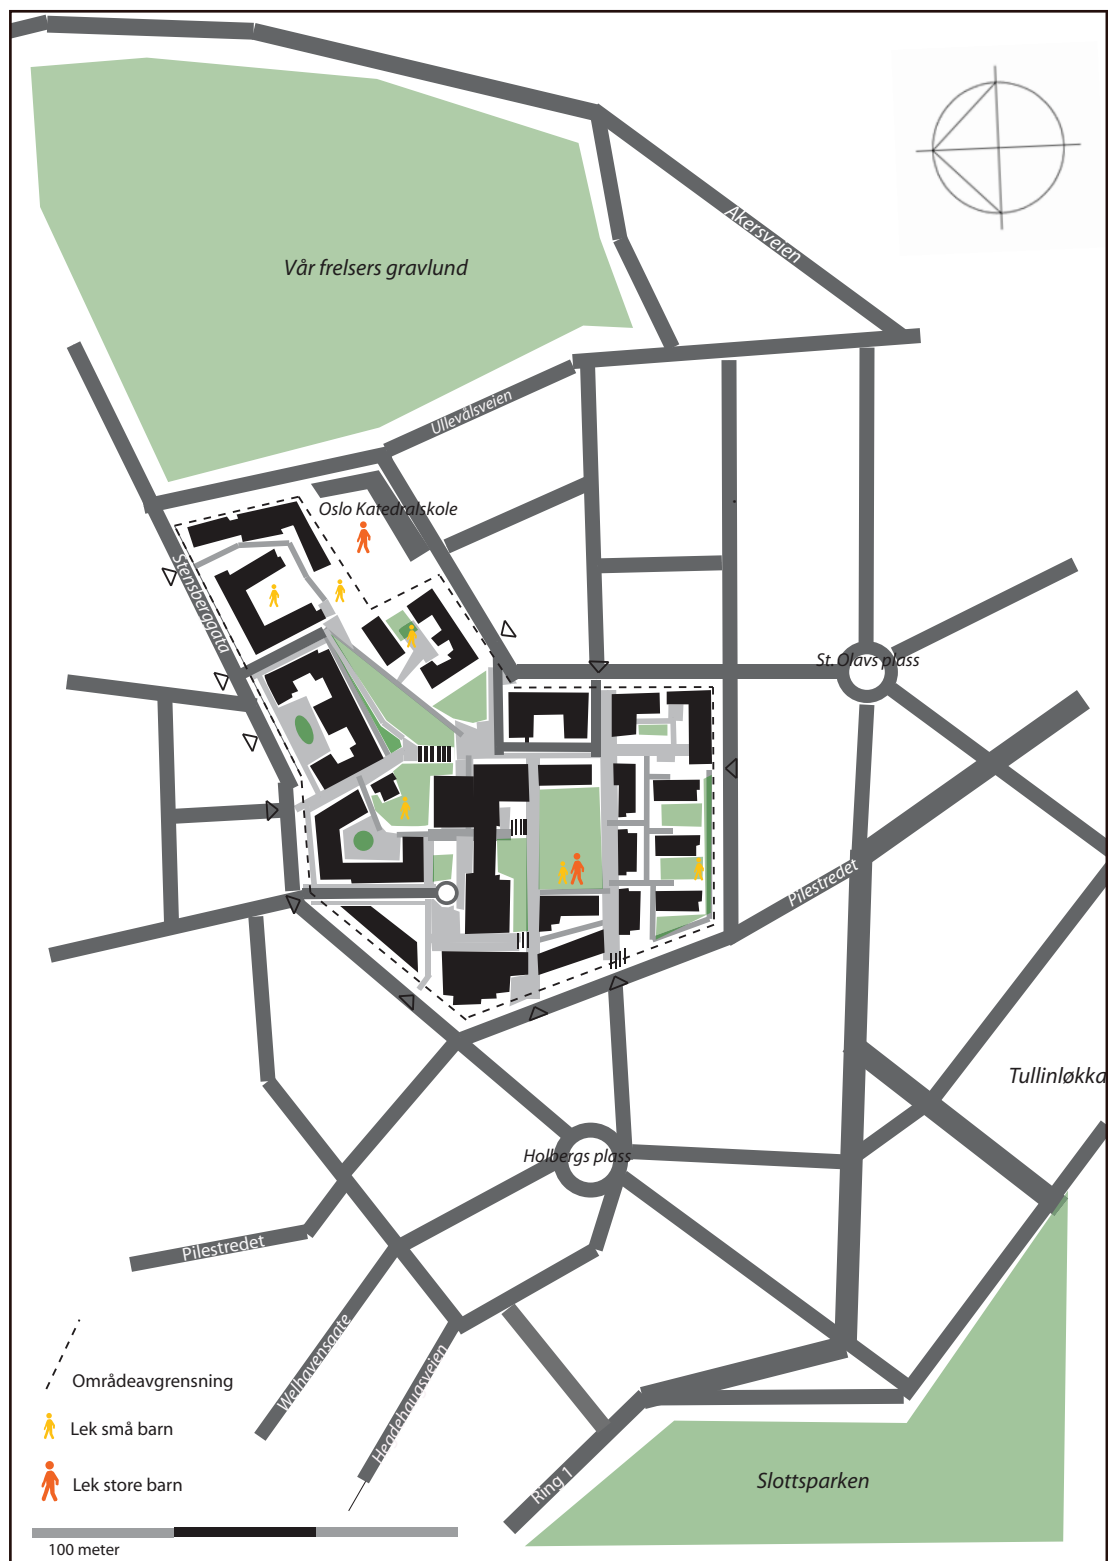 Akersveien
Vår frelsers gravlund
Ullevålsveien
Oslo Katedralskole
Stensberggata
St. Olavs plass
Pilestredet
Tullinløkka
Holbergs plass
Pilestredet
Welhavensgate
Hegdehaugsveien
Områdeavgrensning
Lek små barn
Lek store barn
Ring 1
Slottsparken
100 meter